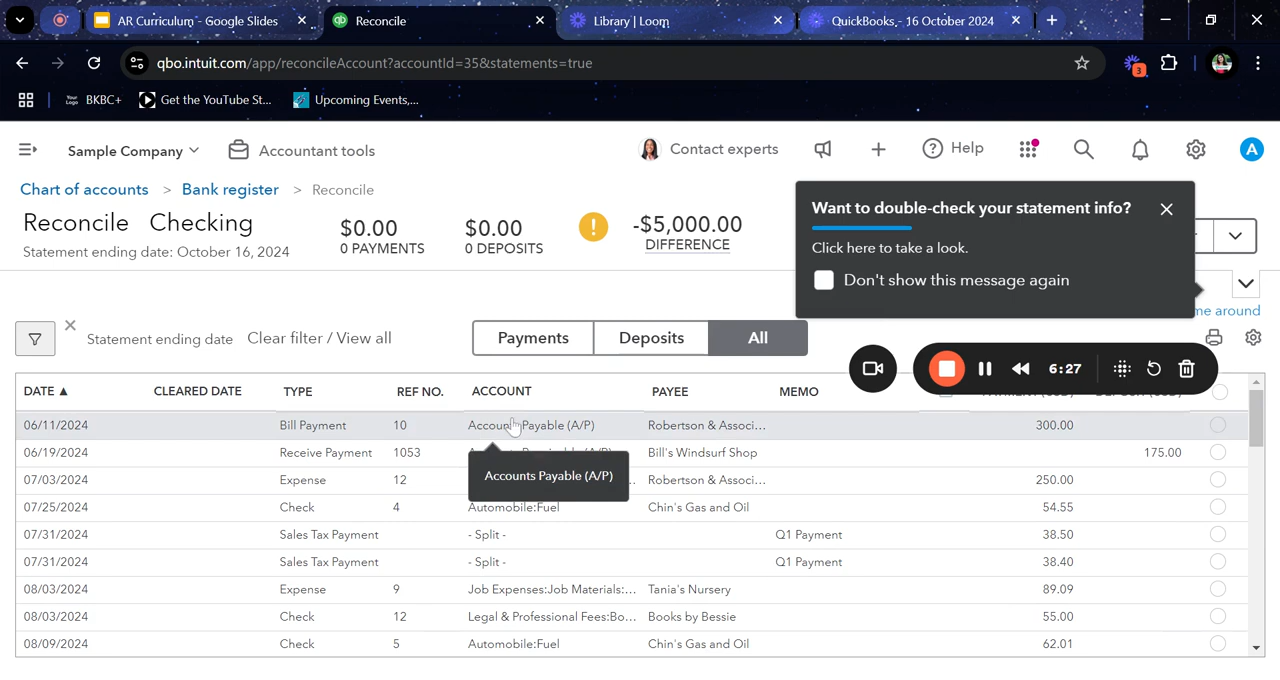 AR Curriculum - Google Slides
Reconcile
Library | Loom
QuickBooks, - 16 October 2024
qbo.intuit.com/app/reconcileAccount?accountId=35&statements=true
3
BKBC+
Get the YouTube St...
Upcoming Events,...
Sample Company
Accountant tools
Contact experts
Help
A
Chart of accounts > Bank register > Reconcile
Reconcile Checking
Statement ending date: October 16, 2024
$0.00
0 PAYMENTS
$0.00
0 DEPOSITS
-$5,000.00
DIFFERENCE
Want to double-check your statement info?
Click here to take a look.
Don't show this message again
me around
Statement ending date
Clear filter / View all
Payments Deposits All
6:27
DATE CLEARED DATE TYPE REF NO. ACCOUNT PAYEE MEMO
06/11/2024 Bill Payment 10 Accounts Payable (A/P) Robertson & Associ... 300.00
06/19/2024 Receive Payment 1053 Bill's Windsurf Shop 175.00
Accounts Payable (A/P)
07/03/2024 Expense 12 Robertson & Associ... 250.00
07/25/2024 Check 4 Automobile:Fuel Chin's Gas and Oil 54.55
07/31/2024 Sales Tax Payment - Split - Q1 Payment 38.50
07/31/2024 Sales Tax Payment - Split - Q1 Payment 38.40
08/03/2024 Expense 9 Job Expenses:Job Materials:... Tania's Nursery 89.09
08/03/2024 Check 12 Legal & Professional Fees:Bo... Books by Bessie 55.00
08/09/2024 Check 5 Automobile:Fuel Chin's Gas and Oil 62.01